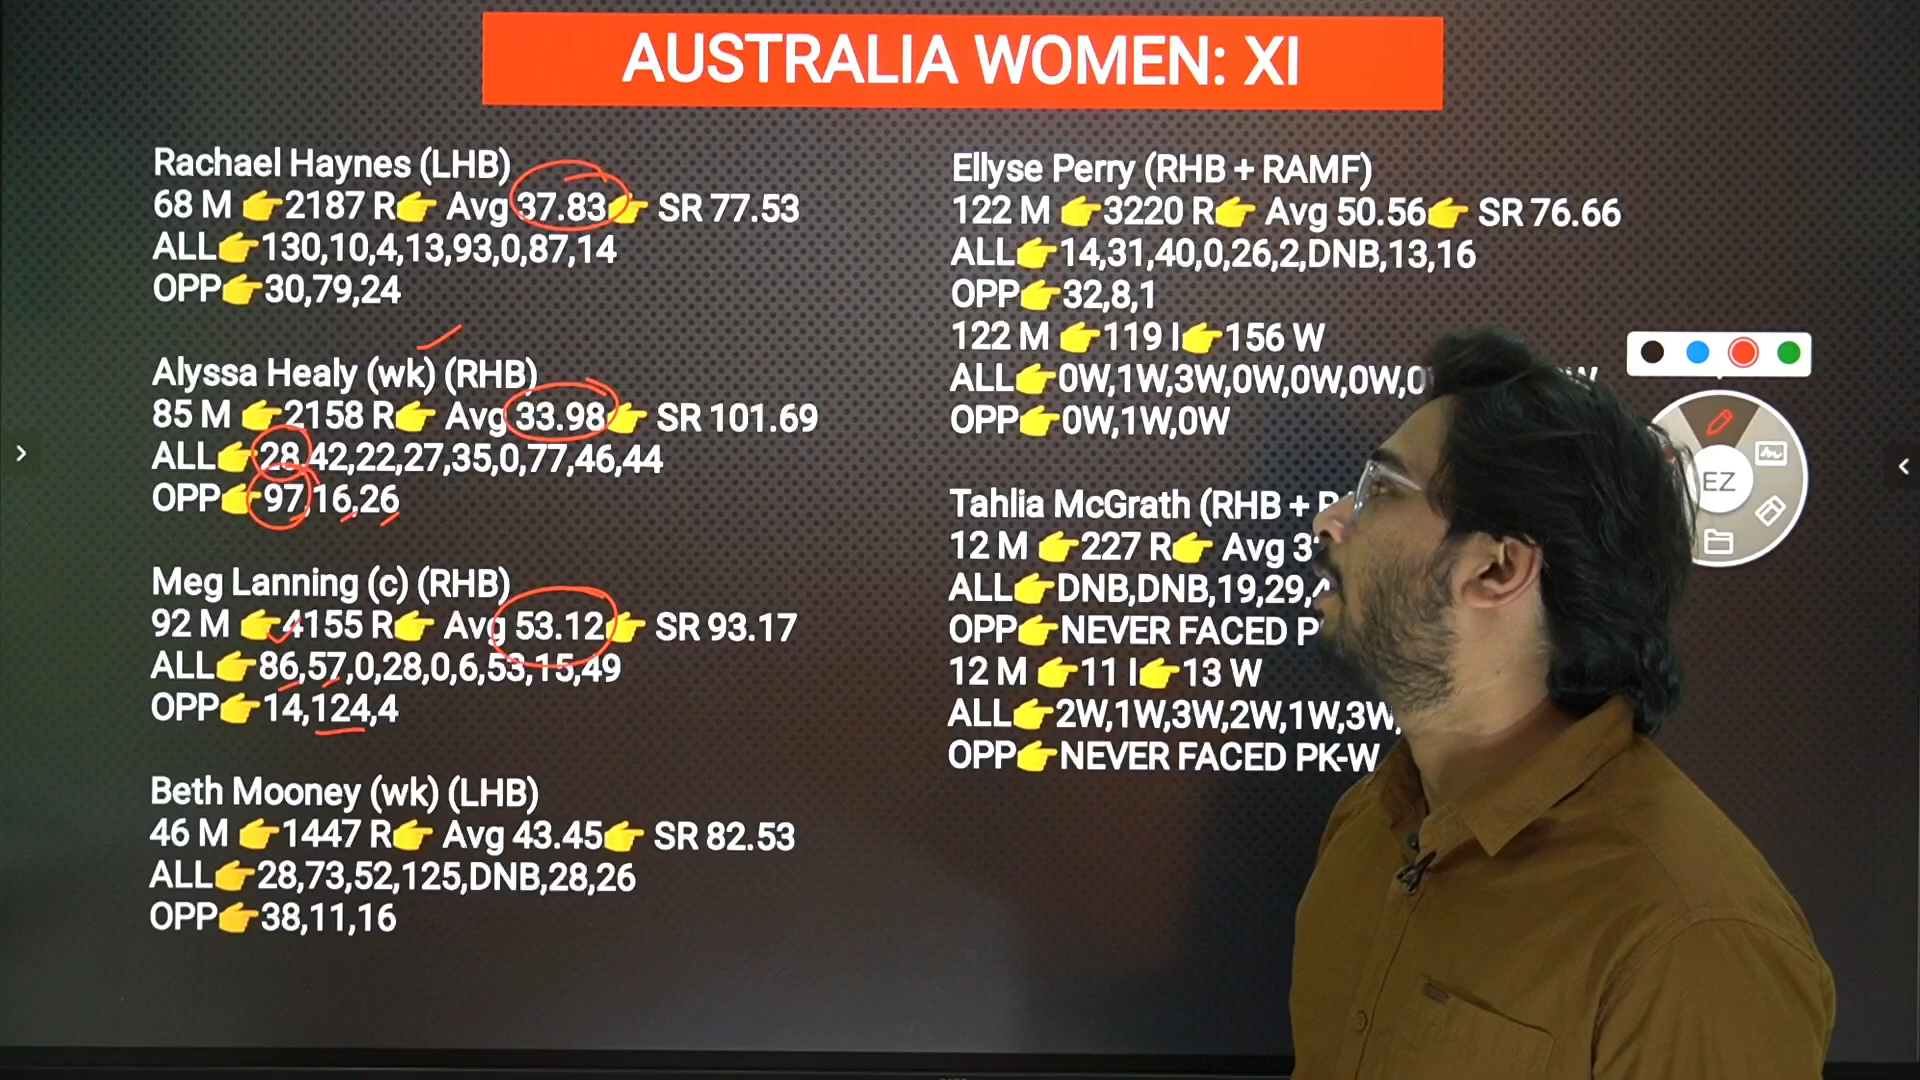 AUSTRALIA WOMEN: XI
Rachael Haynes (LHB)
68 M 👉2187 R👉 Avg 37.83👉 SR 77.53
ALL👉130,10,4,13,93,0,87,14
OPP👉30,79,24
Alyssa Healy (wk) (RHB)
85 M 👉2158 R👉 Avg 33.98👉 SR 101.69
ALL👉28,42,22,27,35,0,77,46,44
OPP👉97,16,26
Meg Lanning (c) (RHB)
92 M 👉4155 R👉 Avg 53.12👉 SR 93.17
ALL👉86,57,0,28,0,6,53,15,49
OPP👉14,124,4
Beth Mooney (wk) (LHB)
46 M 👉1447 R👉 Avg 43.45👉 SR 82.53
ALL👉28,73,52,125,DNB,28,26
OPP👉38,11,16
Ellyse Perry (RHB + RAMF)
122 M 👉3220 R👉 Avg 50.56👉 SR 76.66
ALL👉14,31,40,0,26,2,DNB,13,16
OPP👉32,8,1
122 M 👉119 I👉156 W
ALL👉0W,1W,3W,0W,0W,0W,
OPP👉0W,1W,0W
Tahlia McGrath (RHB +
12 M 👉227 R👉 Avg
ALL👉DNB,DNB,19,29,
OPP👉NEVER FACED
12 M 👉11 I👉13 W
ALL👉2W,1W,3W,2W,1W,3W,
OPP👉NEVER FACED PK-W
EZ